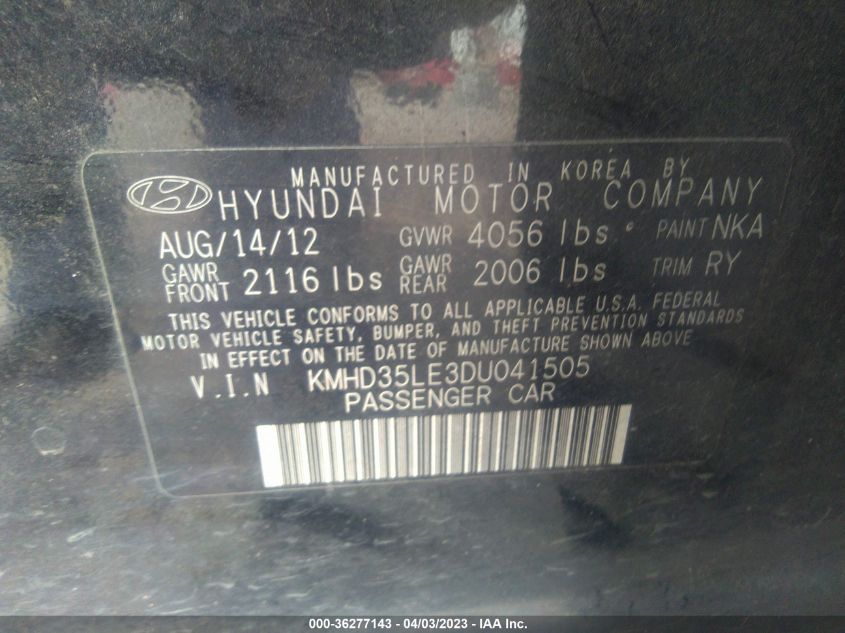 MANUFACTURED IN KOREA BY
HYUNDAI MOTOR COMPANY
AUG/14/12 GVWR 4056 lbs PAINT NKA
GAWR FRONT 2116 lbs GAWR REAR 2006 lbs TRIM RY
THIS VEHICLE CONFORMS TO ALL APPLICABLE U.S.A. FEDERAL
MOTOR VEHICLE SAFETY, BUMPER, AND THEFT PREVENTION STANDARDS
IN EFFECT ON THE DATE OF MANUFACTURE SHOWN ABOVE
V.I.N KMHD35LE3DU041505
PASSENGER CAR
000-36277143 - 04/03/2023 - IAA Inc.